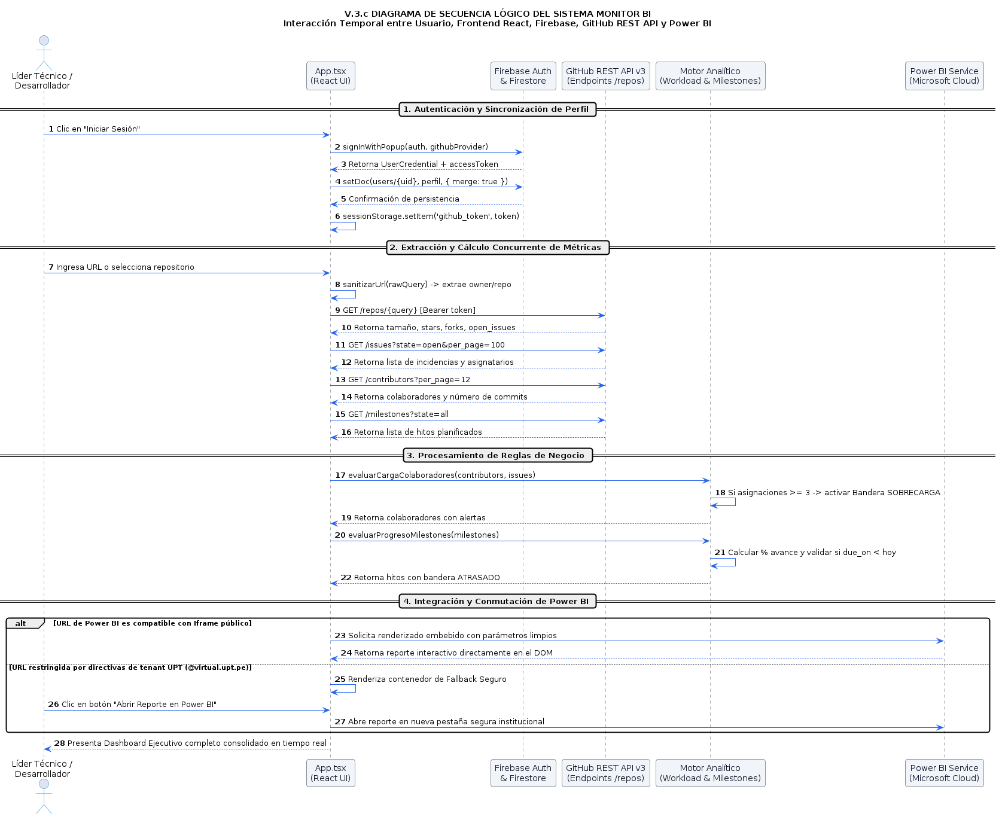 V.3.c DIAGRAMA DE SECUENCIA LÓGICO DEL SISTEMA MONITOR BI
Interacción Temporal entre Usuario, Frontend React, Firebase, GitHub REST API y Power BI
Líder Técnico /
Desarrollador
App.tsx
(React UI)
Firebase Auth
& Firestore
GitHub REST API v3
(Endpoints /repos)
Motor Analítico
(Workload & Milestones)
Power BI Service
(Microsoft Cloud)
1. Autenticación y Sincronización de Perfil
1 Clic en "Iniciar Sesión"
2 signInWithPopup(auth, githubProvider)
3 Retorna UserCredential + accessToken
4 setDoc(users/{uid}, perfil, { merge: true })
5 Confirmación de persistencia
6 sessionStorage.setItem('github_token', token)
2. Extracción y Cálculo Concurrente de Métricas
7 Ingresa URL o selecciona repositorio
8 sanitizarUrl(rawQuery) -> extrae owner/repo
9 GET /repos/{query} [Bearer token]
10 Retorna tamaño, stars, forks, open_issues
11 GET /issues?state=open&per_page=100
12 Retorna lista de incidencias y asignatarios
13 GET /contributors?per_page=12
14 Retorna colaboradores y número de commits
15 GET /milestones?state=all
16 Retorna lista de hitos planificados
3. Procesamiento de Reglas de Negocio
17 evaluarCargaColaboradores(contributors, issues)
18 Si asignaciones >= 3 -> activar Bandera SOBRECARGA
19 Retorna colaboradores con alertas
20 evaluarProgresoMilestones(milestones)
21 Calcular % avance y validar si due_on < hoy
22 Retorna hitos con bandera ATRASADO
4. Integración y Conmutación de Power BI
alt [URL de Power BI es compatible con Iframe público]
23 Solicita renderizado embebido con parámetros limpios
24 Retorna reporte interactivo directamente en el DOM
[URL restringida por directivas de tenant UPT (@virtual.upt.pe)]
25 Renderiza contenedor de Fallback Seguro
26 Clic en botón "Abrir Reporte en Power BI"
27 Abre reporte en nueva pestaña segura institucional
28 Presenta Dashboard Ejecutivo completo consolidado en tiempo real
Líder Técnico /
Desarrollador
App.tsx
(React UI)
Firebase Auth
& Firestore
GitHub REST API v3
(Endpoints /repos)
Motor Analítico
(Workload & Milestones)
Power BI Service
(Microsoft Cloud)